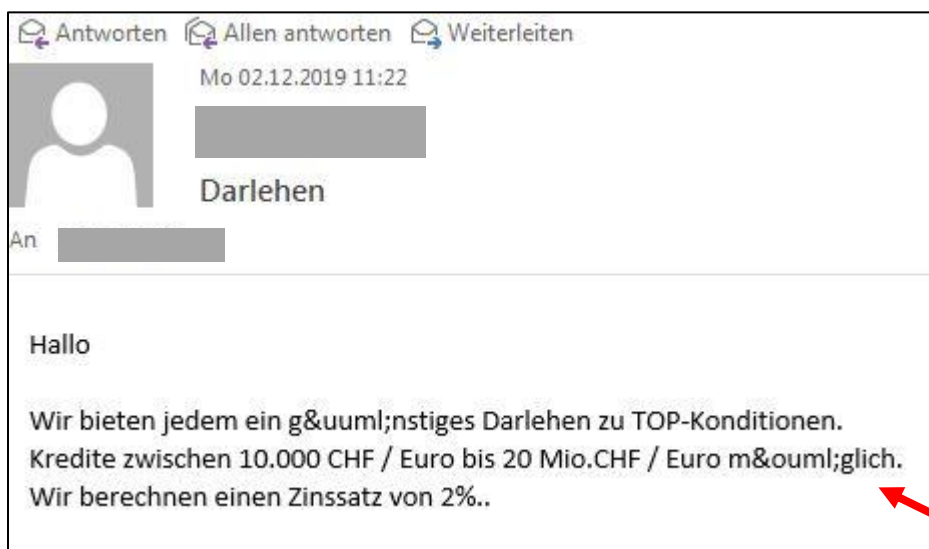 Antworten Allen antworten Weiterleiten
Mo 02.12.2019 11:22
Darlehen
An
Hallo
Wir bieten jedem ein g&uuml;nstiges Darlehen zu TOP-Konditionen.
Kredite zwischen 10.000 CHF / Euro bis 20 Mio.CHF / Euro m&ouml;glich.
Wir berechnen einen Zinssatz von 2%..